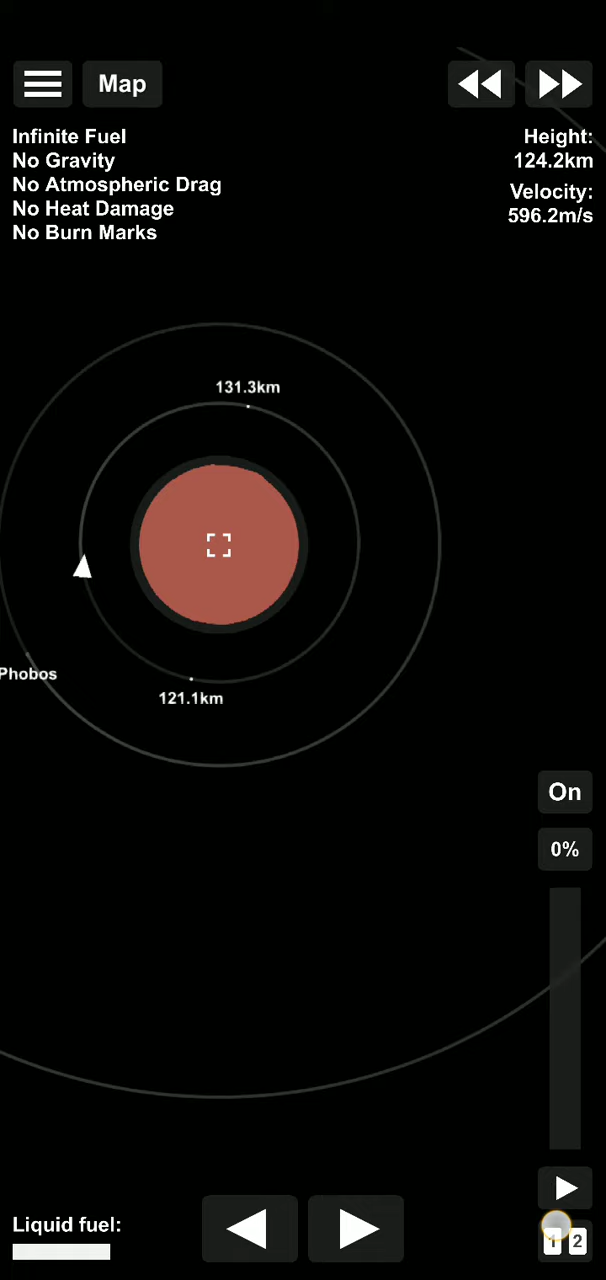 Map
Infinite Fuel
No Gravity
No Atmospheric Drag
No Heat Damage
No Burn Marks
Height:
124.2km
Velocity:
596.2m/s
131.3km
Phobos
121.1km
On
0%
Liquid fuel:
1 2